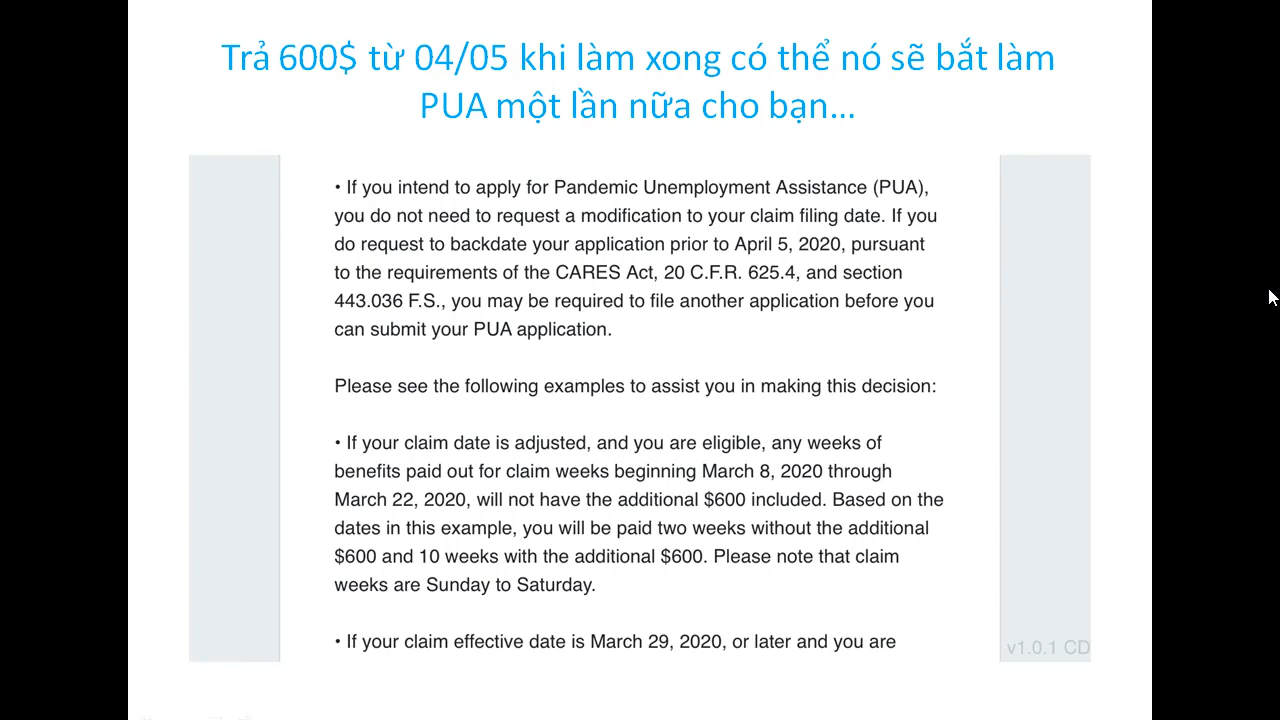 Trả 600$ từ 04/05 khi làm xong có thể nó sẽ bắt làm
PUA một lần nữa cho bạn...
• If you intend to apply for Pandemic Unemployment Assistance (PUA),
you do not need to request a modification to your claim filing date. If you
do request to backdate your application prior to April 5, 2020, pursuant
to the requirements of the CARES Act, 20 C.F.R. 625.4, and section
443.036 F.S., you may be required to file another application before you
can submit your PUA application.
Please see the following examples to assist you in making this decision:
• If your claim date is adjusted, and you are eligible, any weeks of
benefits paid out for claim weeks beginning March 8, 2020 through
March 22, 2020, will not have the additional $600 included. Based on the
dates in this example, you will be paid two weeks without the additional
$600 and 10 weeks with the additional $600. Please note that claim
weeks are Sunday to Saturday.
• If your claim effective date is March 29, 2020, or later and you are
v1.0.1 CD